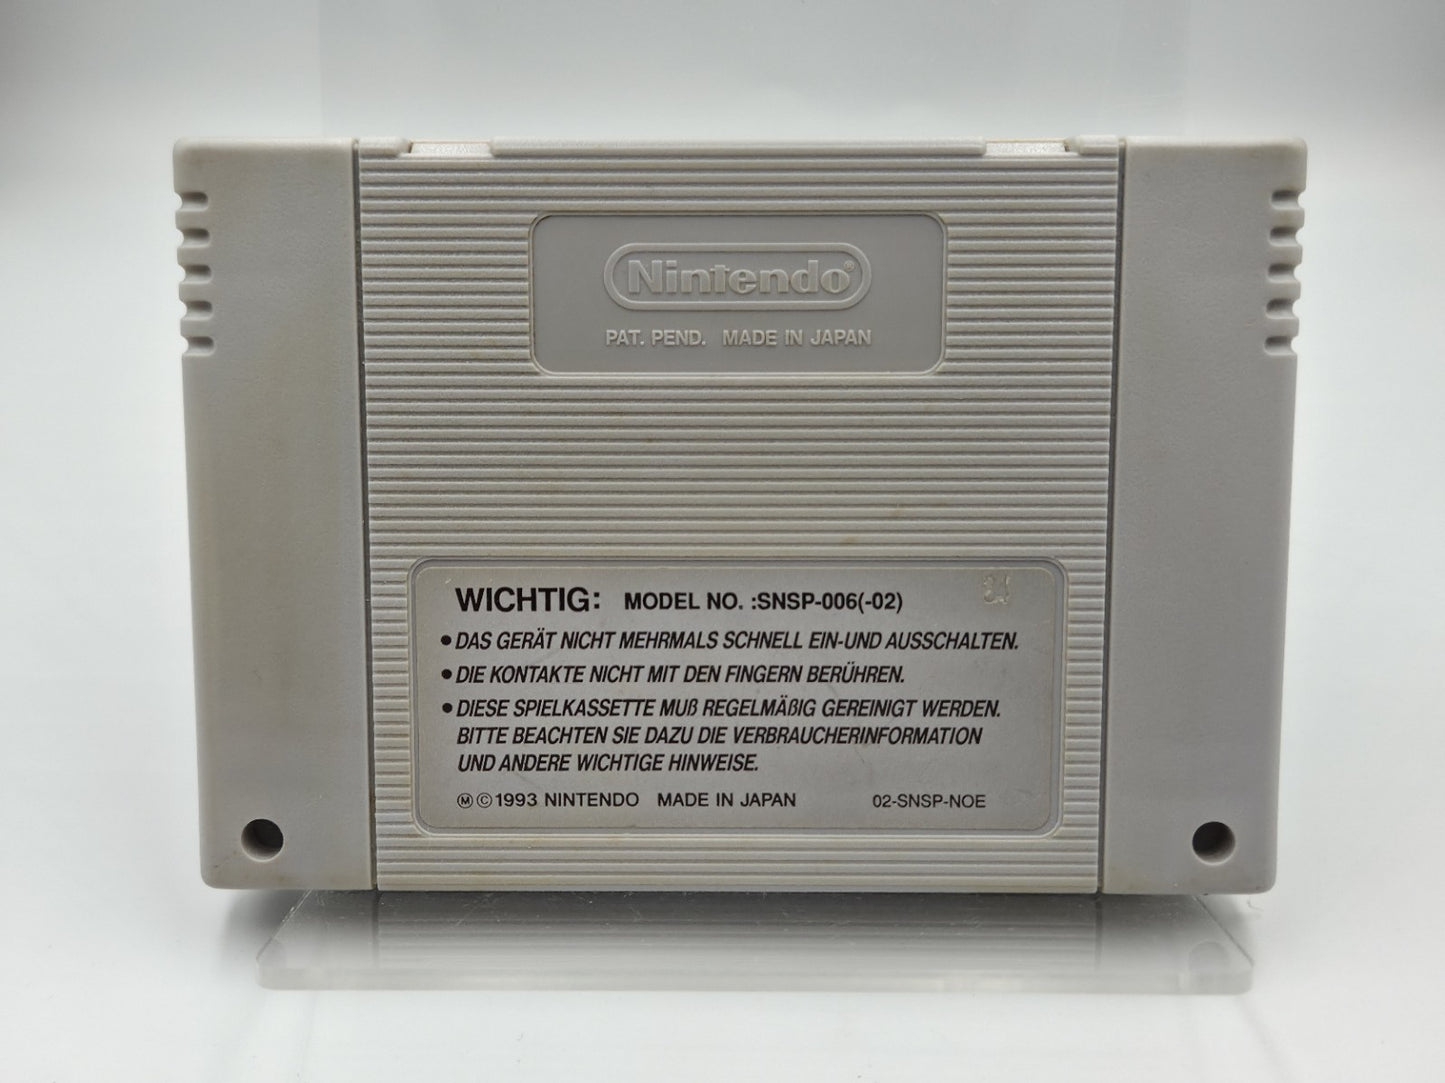 Nintendo®
PAT. PEND. MADE IN JAPAN
WICHTIG: MODEL NO. :SNSP-006(-02)
• DAS GERÄT NICHT MEHRMALS SCHNELL EIN-UND AUSSCHALTEN.
• DIE KONTAKTE NICHT MIT DEN FINGERN BERÜHREN.
• DIESE SPIELKASSETTE MUß REGELMÄßIG GEREINIGT WERDEN.
BITTE BEACHTEN SIE DAZU DIE VERBRAUCHERINFORMATION
UND ANDERE WICHTIGE HINWEISE.
Ⓜ©1993 NINTENDO MADE IN JAPAN 02-SNSP-NOE